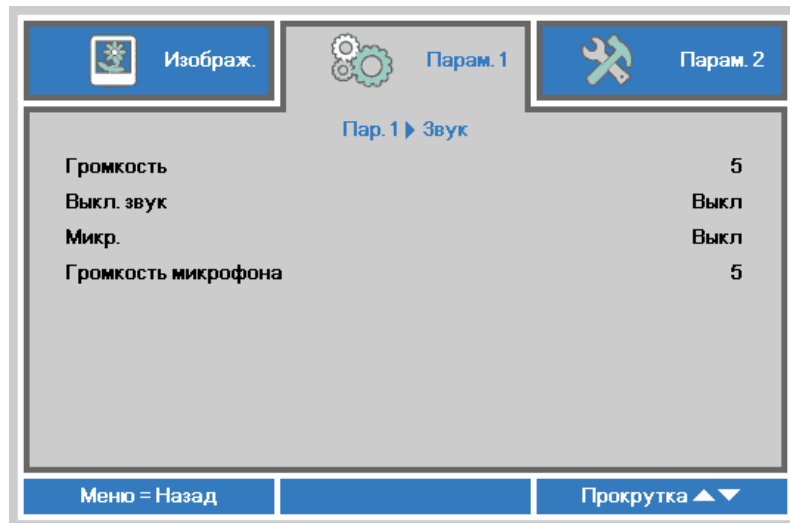 Изображ. Парам. 1 Парам. 2
Пар. 1 ▶ Звук
Громкость 5
Выкл. звук Выкл
Микр. Выкл
Громкость микрофона 5
Меню = Назад Прокрутка ▲▼